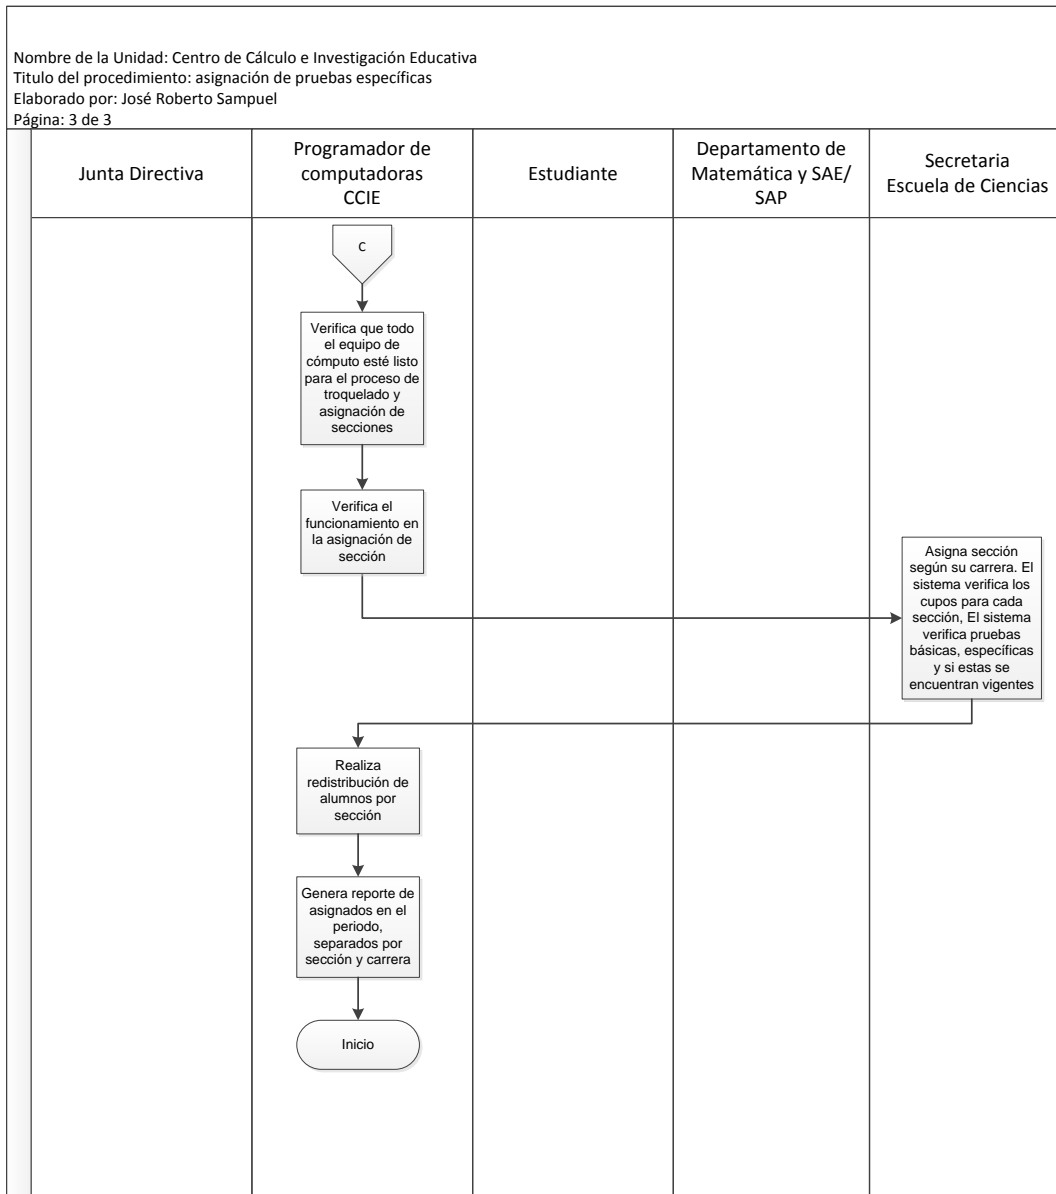 Nombre de la Unidad: Centro de Cálculo e Investigación Educativa
Titulo del procedimiento: asignación de pruebas específicas
Elaborado por: José Roberto Sampuel
Página: 3 de 3
Junta Directiva
Programador de
computadoras
CCIE
Estudiante
Departamento de
Matemática y SAE/
SAP
Secretaria
Escuela de Ciencias
C
Verifica que todo
el equipo de
cómputo esté listo
para el proceso de
troquelado y
asignación de
secciones
Verifica el
funcionamiento en
la asignación de
sección
Asigna sección
según su carrera. El
sistema verifica los
cupos para cada
sección, El sistema
verifica pruebas
básicas, específicas
y si estas se
encuentran vigentes
Realiza
redistribución de
alumnos por
sección
Genera reporte de
asignados en el
periodo,
separados por
sección y carrera
Inicio